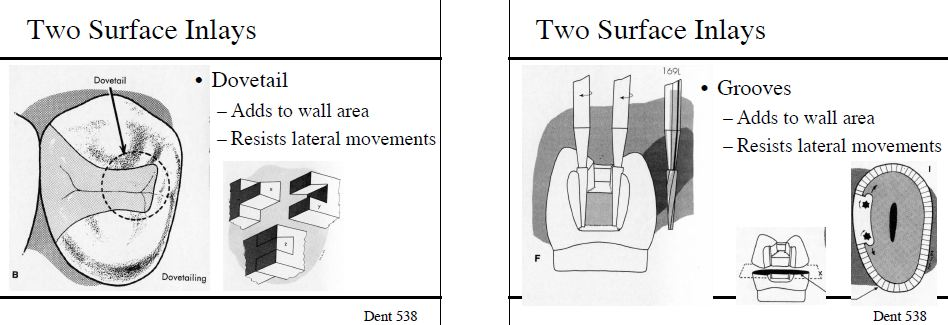 Two Surface Inlays
Dovetail
• Dovetail
– Adds to wall area
– Resists lateral movements
x
y
z
B
Dovetailing
Dent 538
Two Surface Inlays
169L
• Grooves
– Adds to wall area
– Resists lateral movements
F
X
I
Dent 538